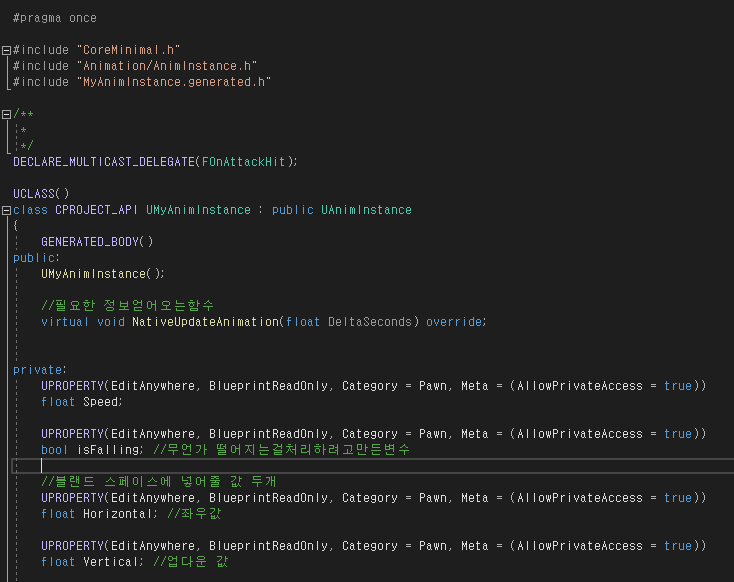 #pragma once
#include "CoreMinimal.h"
#include "Animation/AnimInstance.h"
#include "MyAnimInstance.generated.h"
/**
*
*/
DECLARE_MULTICAST_DELEGATE(FOnAttackHit);
UCLASS()
class CPROJECT_API UMyAnimInstance : public UAnimInstance
{
GENERATED_BODY()
public:
UMyAnimInstance();
//필요한 정보얻어오는함수
virtual void NativeUpdateAnimation(float DeltaSeconds) override;
private:
UPROPERTY(EditAnywhere, BlueprintReadOnly, Category = Pawn, Meta = (AllowPrivateAccess = true))
float Speed;
UPROPERTY(EditAnywhere, BlueprintReadOnly, Category = Pawn, Meta = (AllowPrivateAccess = true))
bool isFalling; //무언가 떨어지는걸처리하려고만든변수
//블랜드 스페이스에 넣어줄 값 두개
UPROPERTY(EditAnywhere, BlueprintReadOnly, Category = Pawn, Meta = (AllowPrivateAccess = true))
float Horizontal; //좌우값
UPROPERTY(EditAnywhere, BlueprintReadOnly, Category = Pawn, Meta = (AllowPrivateAccess = true))
float Vertical; //업다운 값